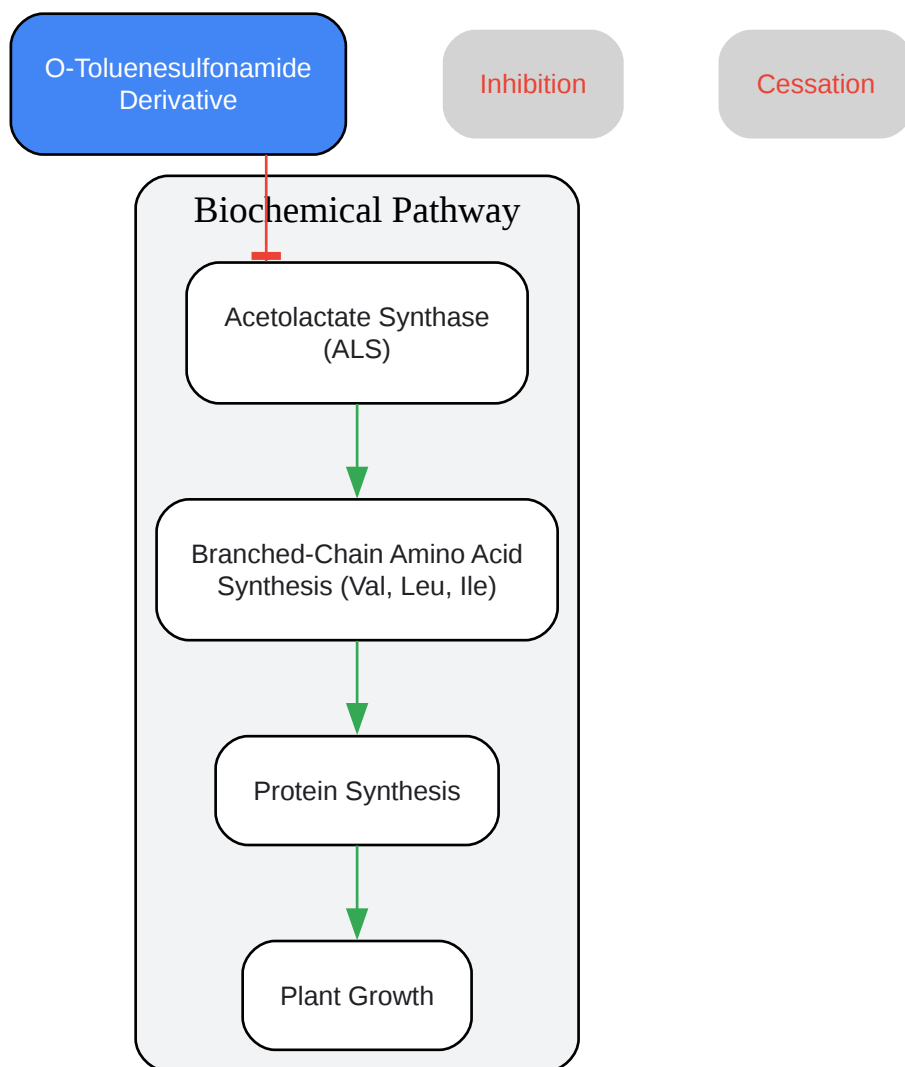 O-Toluenesulfonamide
Derivative
Inhibition
Cessation
Biochemical Pathway
Acetolactate Synthase
(ALS)
Branched-Chain Amino Acid
Synthesis (Val, Leu, Ile)
Protein Synthesis
Plant Growth